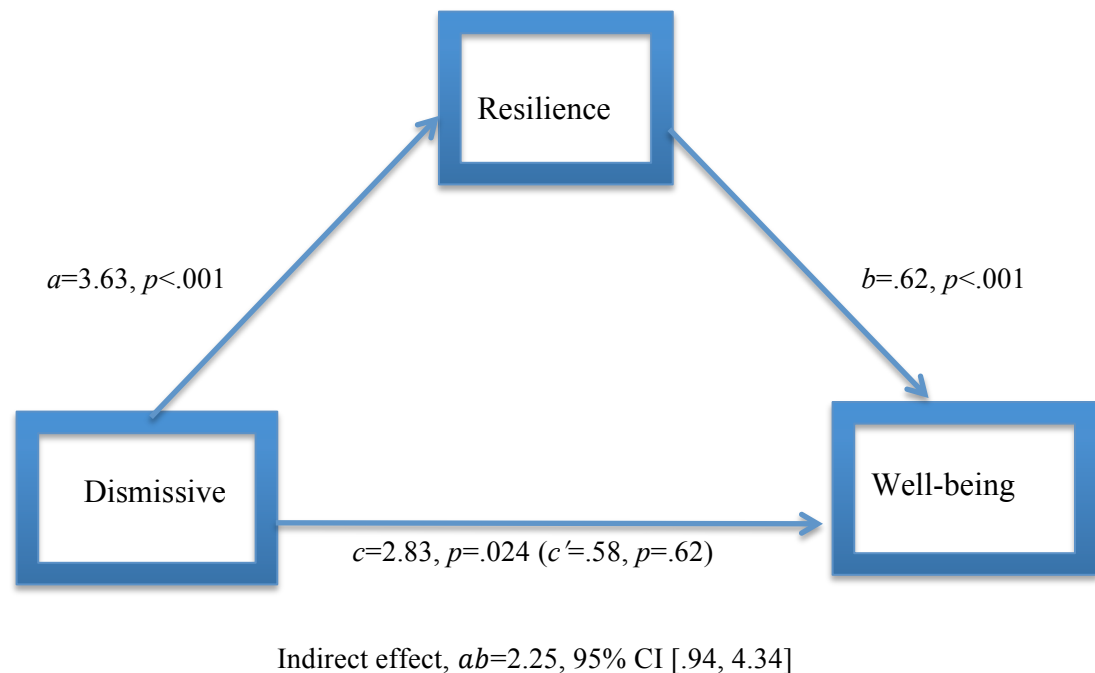 Resilience
a=3.63, p<.001
b=.62, p<.001
Dismissive
Well-being
c=2.83, p=.024 (c′=.58, p=.62)
Indirect effect, ab=2.25, 95% CI [.94, 4.34]